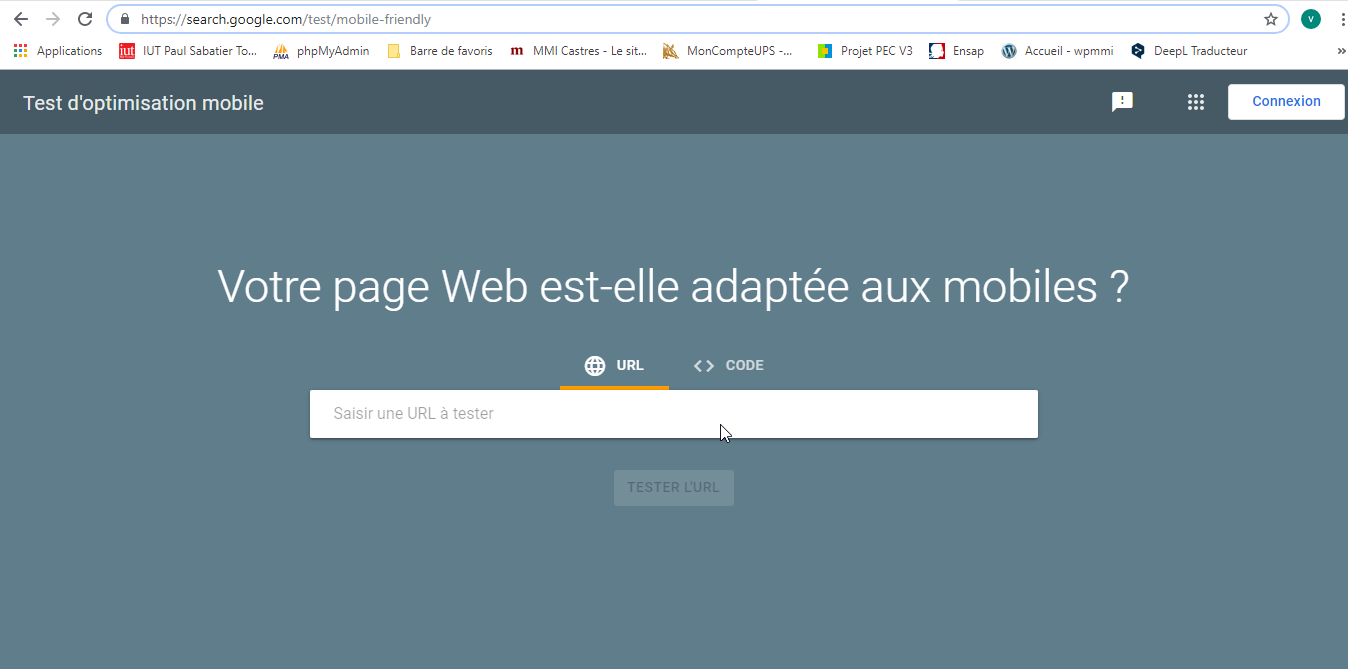 https://search.google.com/test/mobile-friendly
V
Applications iut IUT Paul Sabatier To... PMA phpMyAdmin Barre de favoris m MMI Castres - Le sit... MonCompteUPS -... Projet PEC V3 Ensap Accueil - wpmmi DeepL Traducteur »
Test d'optimisation mobile
Connexion
Votre page Web est-elle adaptée aux mobiles ?
URL <> CODE
Saisir une URL à tester
TESTER L'URL